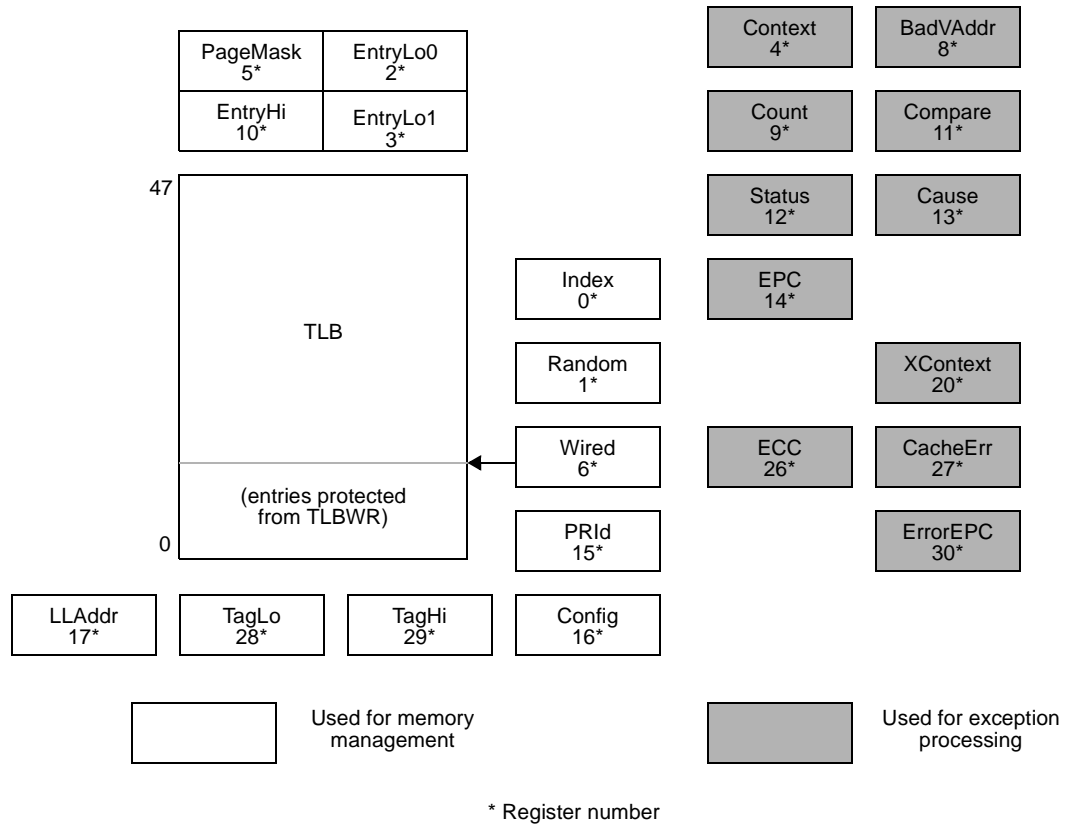 PageMask
5*
EntryLo0
2*
EntryHi
10*
EntryLo1
3*
Context
4*
BadVAddr
8*
Count
9*
Compare
11*
47
Status
12*
Cause
13*
Index
0*
EPC
14*
TLB
Random
1*
XContext
20*
Wired
6*
ECC
26*
CacheErr
27*
(entries protected
from TLBWR)
0
PRId
15*
ErrorEPC
30*
LLAddr
17*
TagLo
28*
TagHi
29*
Config
16*
Used for memory
management
Used for exception
processing
* Register number